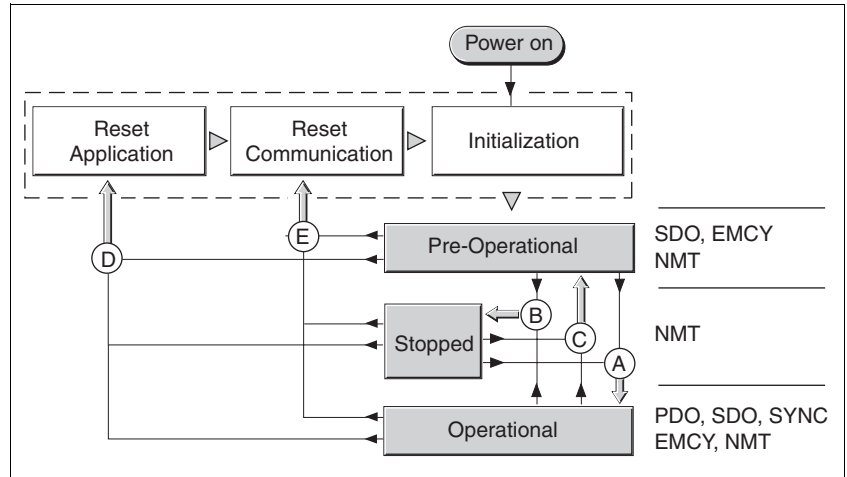 Power on
Reset
Application
Reset
Communication
Initialization
E
Pre-Operational
SDO, EMCY
NMT
D
B
Stopped
C
NMT
A
Operational
PDO, SDO, SYNC
EMCY, NMT